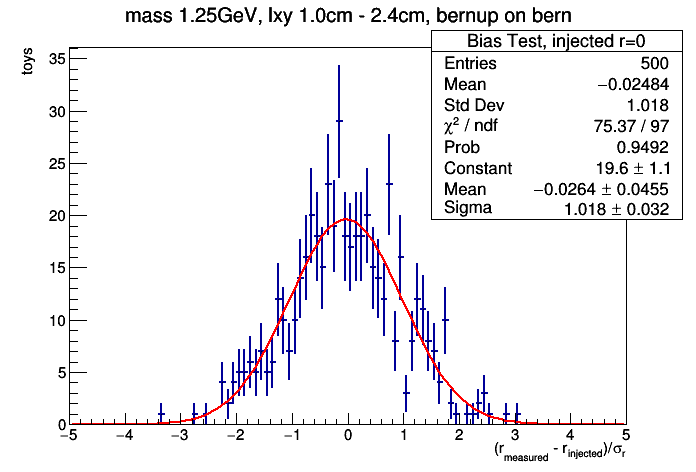 mass 1.25GeV, lxy 1.0cm - 2.4cm, bernup on bern
toys
Bias Test, injected r=0
Entries 500
Mean −0.02484
Std Dev 1.018
χ² / ndf 75.37 / 97
Prob 0.9492
Constant 19.6 ± 1.1
Mean −0.0264 ± 0.0455
Sigma 1.018 ± 0.032
35
30
25
20
15
10
5
0
−5 −4 −3 −2 −1 0 1 2 3 4 5
(r_measured - r_injected)/σ_r